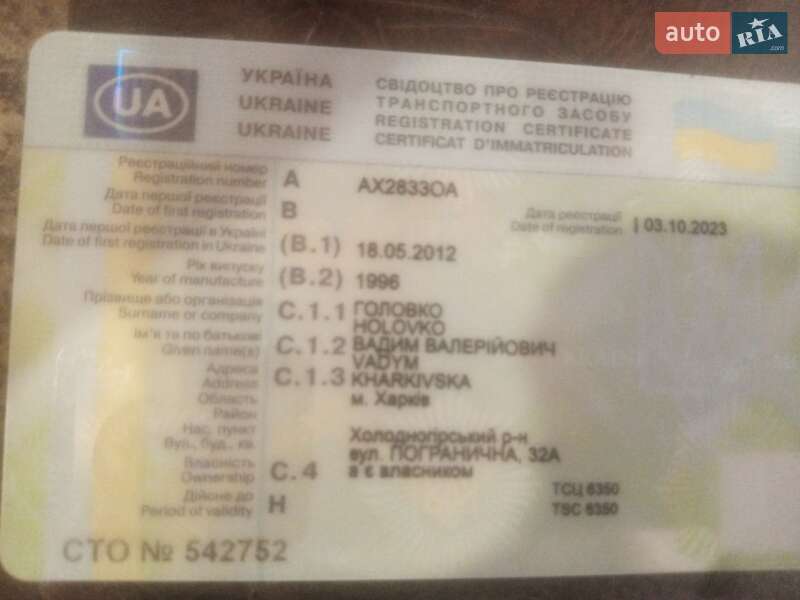 auto RIA .com
UA
УКРАЇНА
UKRAINE
UKRAINE
СВІДОЦТВО ПРО РЕЄСТРАЦІЮ
ТРАНСПОРТНОГО ЗАСОБУ
REGISTRATION CERTIFICATE
CERTIFICAT D'IMMATRICULATION
Реєстраційний номер
Registration number
A
AX2833OA
Дата першої реєстрації
Date of first registration
B
Дата реєстрації
Date of registration
03.10.2023
Дата першої реєстрації в Україні
Date of first registration in Ukraine
(B.1)
18.05.2012
Рік випуску
Year of manufacture
(B.2)
1996
Прізвище або організація
Surname or company
C.1.1
ГОЛОВКО
HOLOVKO
Ім'я та по батькові
Given name(s)
C.1.2
ВАДИМ ВАЛЕРІЙОВИЧ
VADYM
Адреса
Address
C.1.3
KHARKIVSKA
Область
м. Харків
Район
Нас. пункт
Холодногірський р-н
Вул., буд., кв.
вул. ПОГРАНИЧНА, 32А
Власність
Ownership
C.4
а є власником
Дійсне до
Period of validity
H
ТСЦ 6350
TSC 6350
СТО № 542752